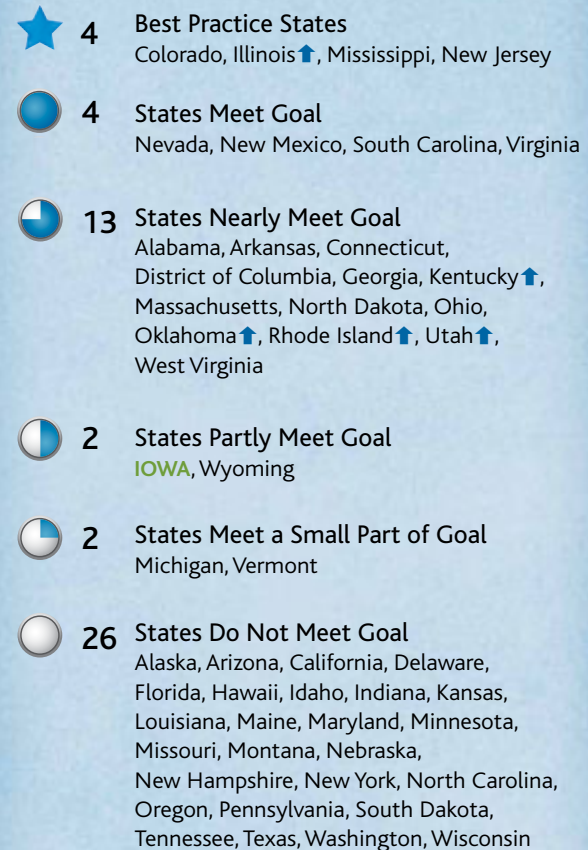 4 Best Practice States
Colorado, Illinois⬆, Mississippi, New Jersey
4 States Meet Goal
Nevada, New Mexico, South Carolina, Virginia
13 States Nearly Meet Goal
Alabama, Arkansas, Connecticut,
District of Columbia, Georgia, Kentucky⬆,
Massachusetts, North Dakota, Ohio,
Oklahoma⬆, Rhode Island⬆, Utah⬆,
West Virginia
2 States Partly Meet Goal
IOWA, Wyoming
2 States Meet a Small Part of Goal
Michigan, Vermont
26 States Do Not Meet Goal
Alaska, Arizona, California, Delaware,
Florida, Hawaii, Idaho, Indiana, Kansas,
Louisiana, Maine, Maryland, Minnesota,
Missouri, Montana, Nebraska,
New Hampshire, New York, North Carolina,
Oregon, Pennsylvania, South Dakota,
Tennessee, Texas, Washington, Wisconsin